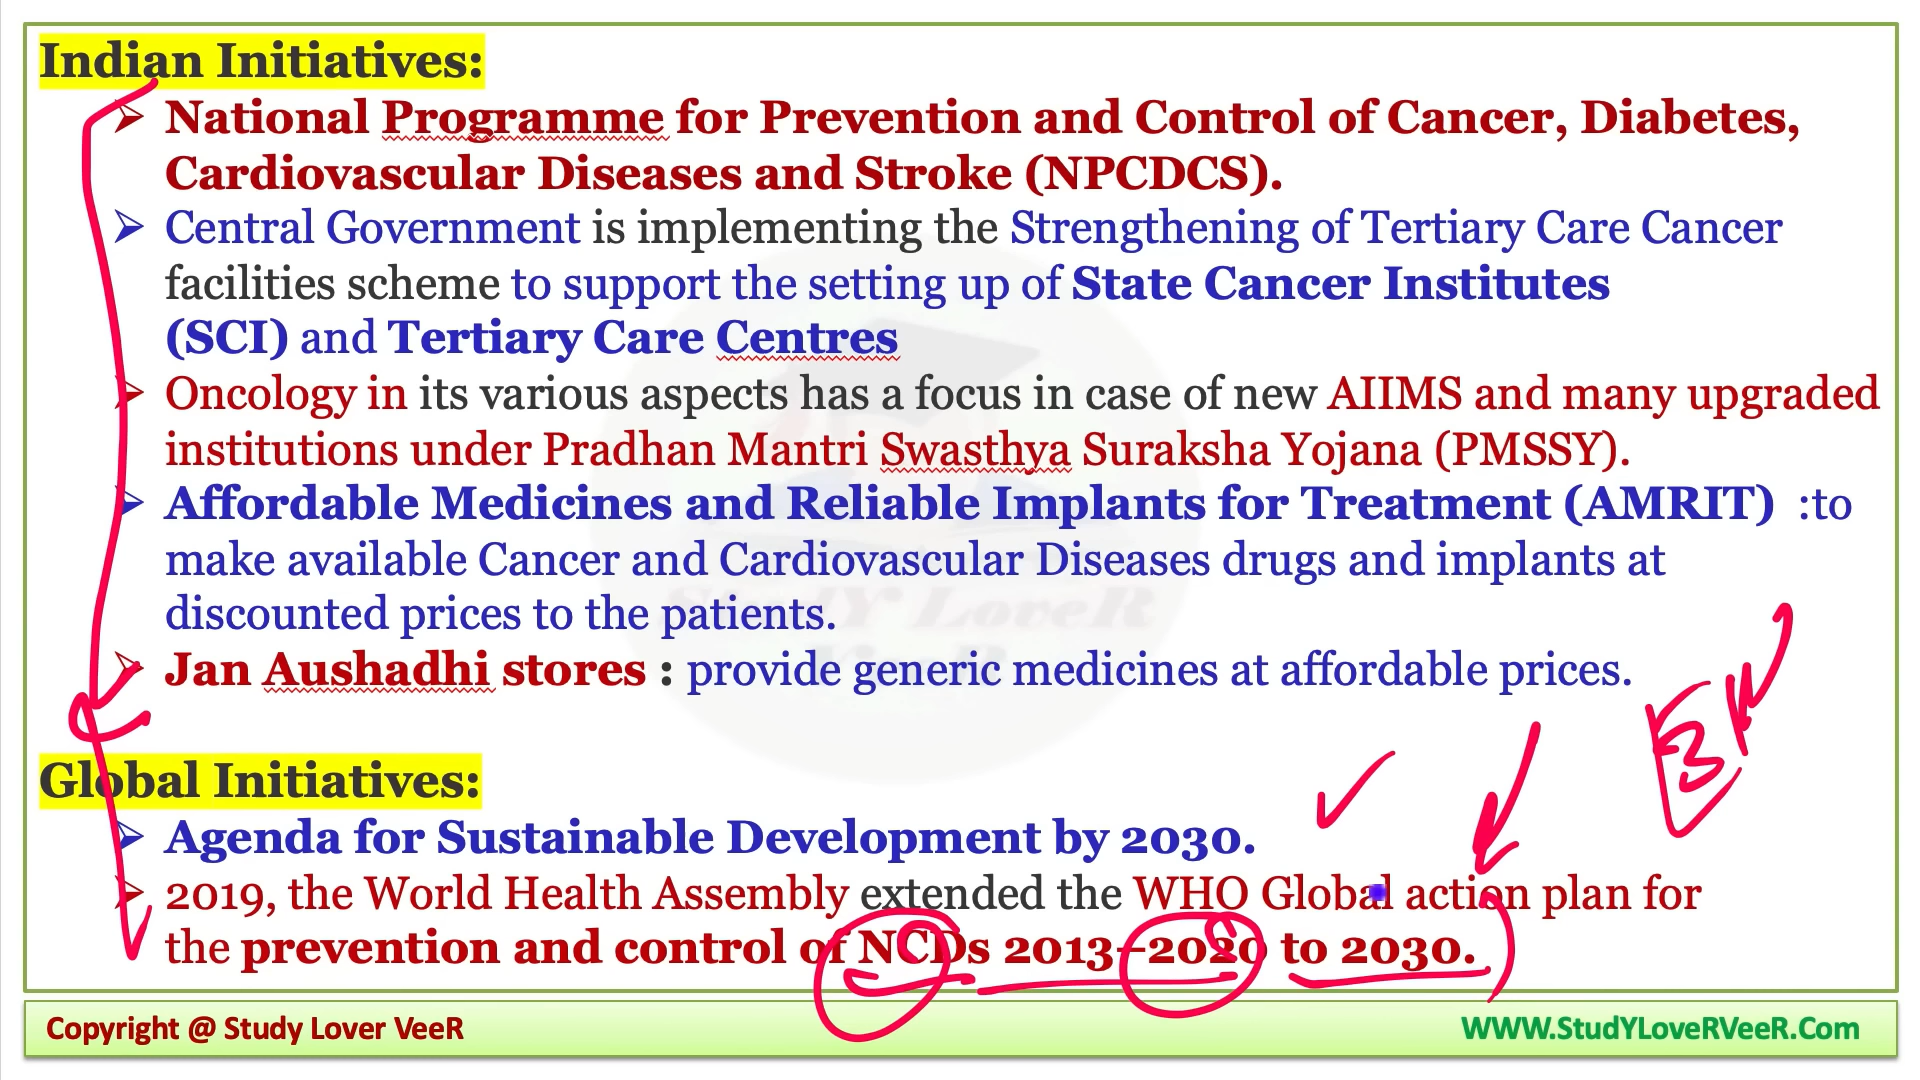 Indian Initiatives:
National Programme for Prevention and Control of Cancer, Diabetes,
Cardiovascular Diseases and Stroke (NPCDCS).
Central Government is implementing the Strengthening of Tertiary Care Cancer
facilities scheme to support the setting up of State Cancer Institutes
(SCI) and Tertiary Care Centres
Oncology in its various aspects has a focus in case of new AIIMS and many upgraded
institutions under Pradhan Mantri Swasthya Suraksha Yojana (PMSSY).
Affordable Medicines and Reliable Implants for Treatment (AMRIT) :to
make available Cancer and Cardiovascular Diseases drugs and implants at
discounted prices to the patients.
Jan Aushadhi stores : provide generic medicines at affordable prices.
Global Initiatives:
Agenda for Sustainable Development by 2030.
2019, the World Health Assembly extended the WHO Global action plan for
the prevention and control of NCDs 2013–2020 to 2030.
Copyright @ Study Lover VeeR
WWW.StudYLoveRVeeR.Com